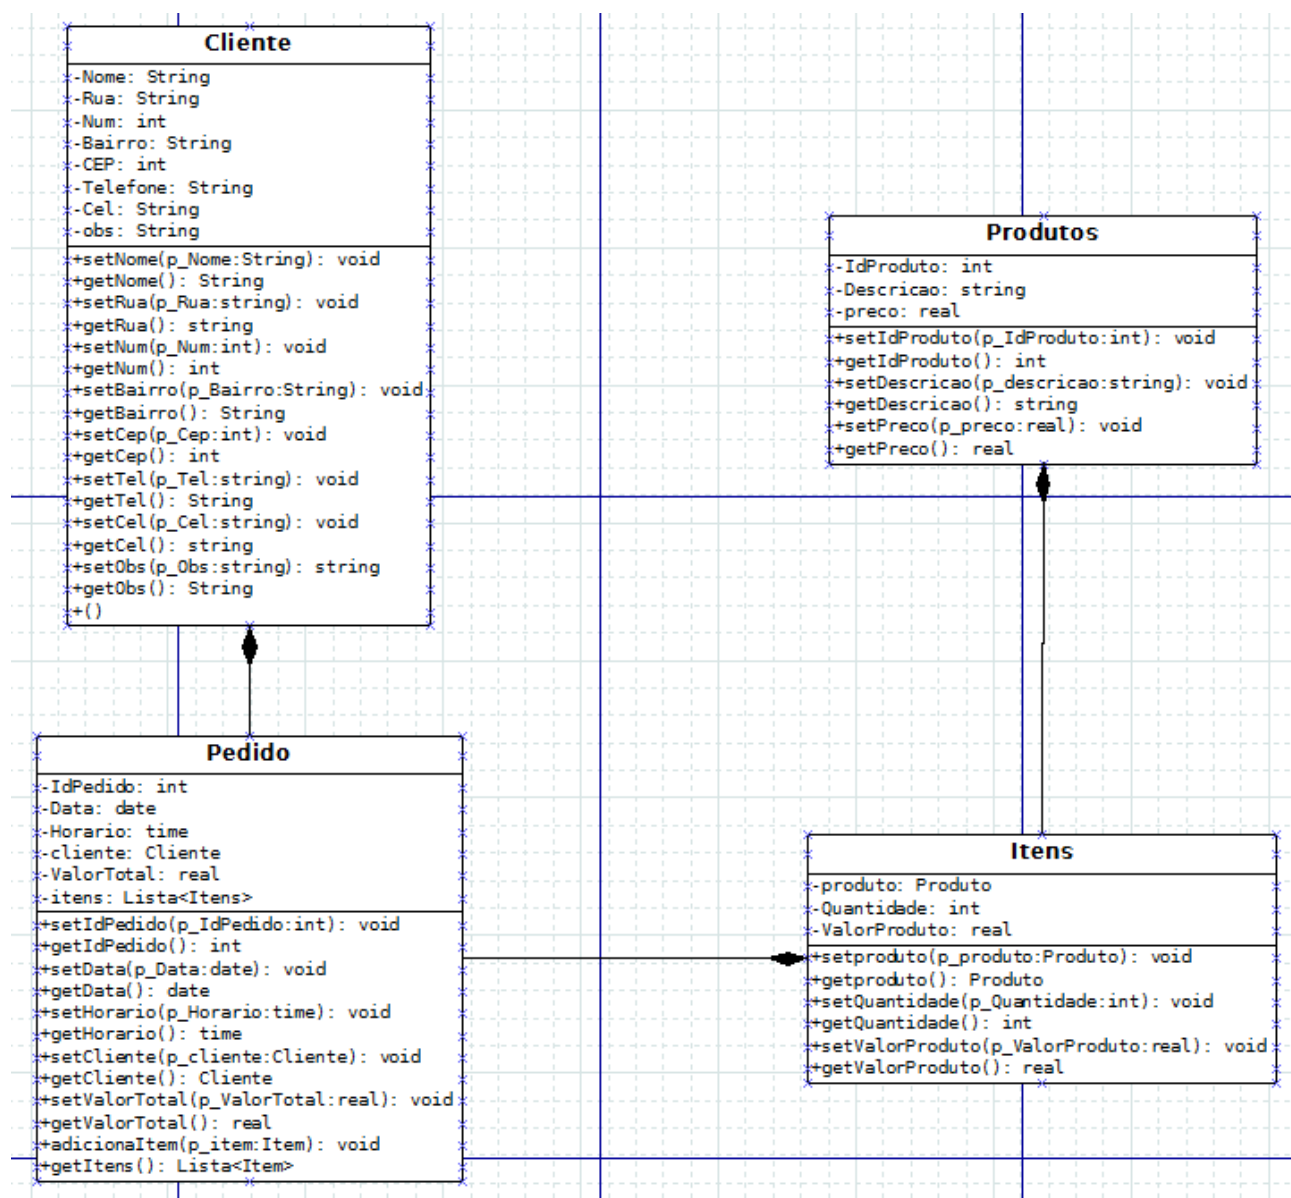 Cliente
-Nome: String
-Rua: String
-Num: int
-Bairro: String
-CEP: int
-Telefone: String
-Cel: String
-obs: String
+setNome(p_Nome:String): void
+getNome(): String
+setRua(p_Rua:string): void
+getRua(): string
+setNum(p_Num:int): void
+getNum(): int
+setBairro(p_Bairro:String): void
+getBairro(): String
+setCep(p_Cep:int): void
+getCep(): int
+setTel(p_Tel:string): void
+getTel(): String
+setCel(p_Cel:string): void
+getCel(): string
+setObs(p_Obs:string): string
+getObs(): String
+()
Produtos
-IdProduto: int
-Descricao: string
-preco: real
+setIdProduto(p_IdProduto:int): void
+getIdProduto(): int
+setDescricao(p_descricao:string): void
+getDescricao(): string
+setPreco(p_preco:real): void
+getPreco(): real
Pedido
-IdPedido: int
-Data: date
-Horario: time
-cliente: Cliente
-ValorTotal: real
-itens: Lista<Itens>
+setIdPedido(p_IdPedido:int): void
+getIdPedido(): int
+setData(p_Data:date): void
+getData(): date
+setHorario(p_Horario:time): void
+getHorario(): time
+setCliente(p_cliente:Cliente): void
+getCliente(): Cliente
+setValorTotal(p_ValorTotal:real): void
+getValorTotal(): real
+adicionaItem(p_item:Item): void
+getItens(): Lista<Item>
Itens
-produto: Produto
-Quantidade: int
-ValorProduto: real
+setproduto(p_produto:Produto): void
+getproduto(): Produto
+setQuantidade(p_Quantidade:int): void
+getQuantidade(): int
+setValorProduto(p_ValorProduto:real): void
+getValorProduto(): real